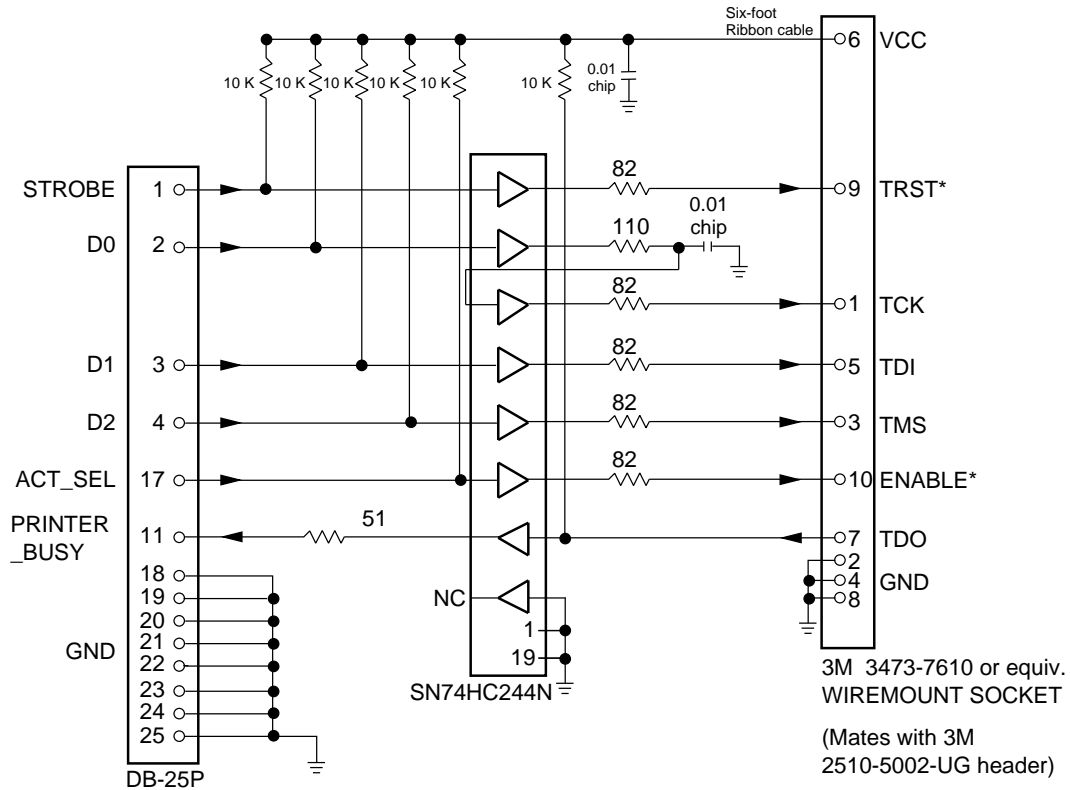 Six-foot
Ribbon cable
6 VCC
10 K 10 K 10 K 10 K 10 K 10 K
0.01
chip
STROBE 1 82 9 TRST*
D0 2 110 0.01
chip
82 1 TCK
D1 3 82 5 TDI
D2 4 82 3 TMS
ACT_SEL 17 82 10 ENABLE*
PRINTER
_BUSY 11 51 7 TDO
2
4 GND
8
NC
1
19
SN74HC244N
18
19
20
21
GND
22
23
24
25
DB-25P
3M 3473-7610 or equiv.
WIREMOUNT SOCKET
(Mates with 3M
2510-5002-UG header)